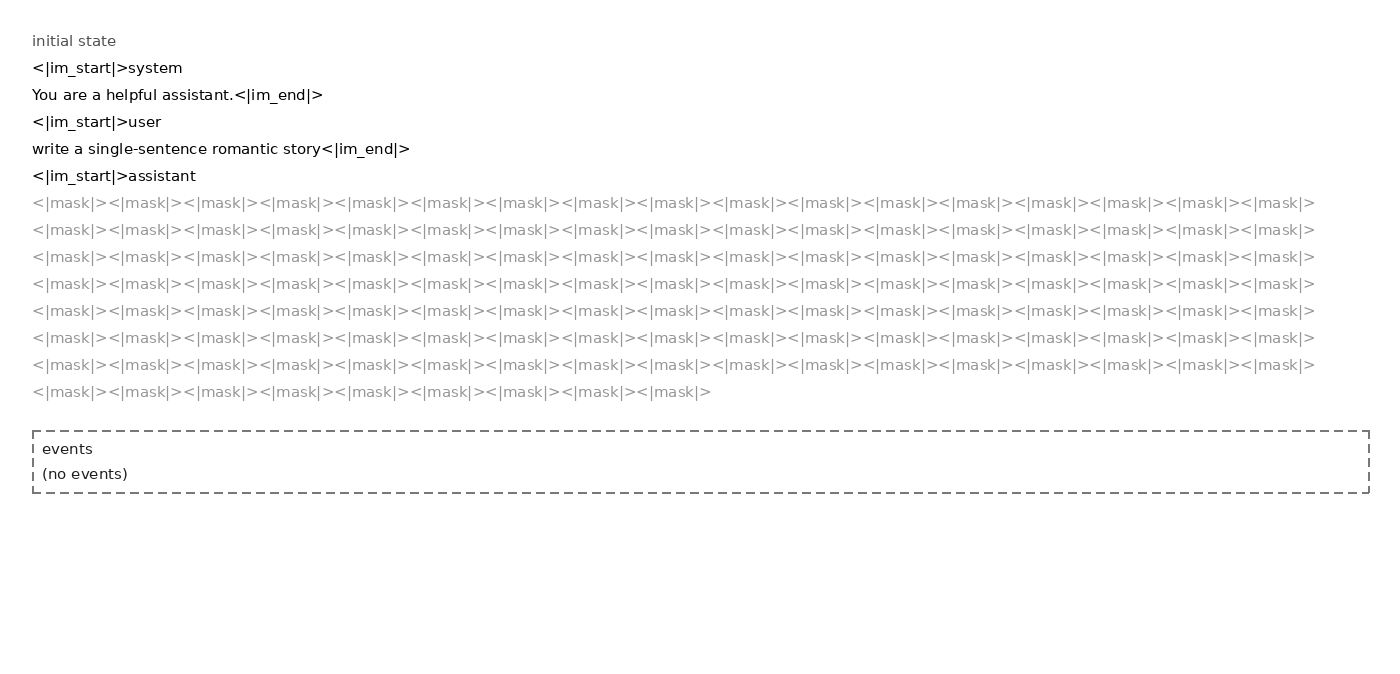 initial state
<|im_start|>system
You are a helpful assistant.<|im_end|>
<|im_start|>user
write a single-sentence romantic story<|im_end|>
<|im_start|>assistant
<|mask|><|mask|><|mask|><|mask|><|mask|><|mask|><|mask|><|mask|><|mask|><|mask|><|mask|><|mask|><|mask|><|mask|><|mask|><|mask|><|mask|>
<|mask|><|mask|><|mask|><|mask|><|mask|><|mask|><|mask|><|mask|><|mask|><|mask|><|mask|><|mask|><|mask|><|mask|><|mask|><|mask|><|mask|>
<|mask|><|mask|><|mask|><|mask|><|mask|><|mask|><|mask|><|mask|><|mask|><|mask|><|mask|><|mask|><|mask|><|mask|><|mask|><|mask|><|mask|>
<|mask|><|mask|><|mask|><|mask|><|mask|><|mask|><|mask|><|mask|><|mask|><|mask|><|mask|><|mask|><|mask|><|mask|><|mask|><|mask|><|mask|>
<|mask|><|mask|><|mask|><|mask|><|mask|><|mask|><|mask|><|mask|><|mask|><|mask|><|mask|><|mask|><|mask|><|mask|><|mask|><|mask|><|mask|>
<|mask|><|mask|><|mask|><|mask|><|mask|><|mask|><|mask|><|mask|><|mask|><|mask|><|mask|><|mask|><|mask|><|mask|><|mask|><|mask|><|mask|>
<|mask|><|mask|><|mask|><|mask|><|mask|><|mask|><|mask|><|mask|><|mask|><|mask|><|mask|><|mask|><|mask|><|mask|><|mask|><|mask|><|mask|>
<|mask|><|mask|><|mask|><|mask|><|mask|><|mask|><|mask|><|mask|><|mask|>
events
(no events)